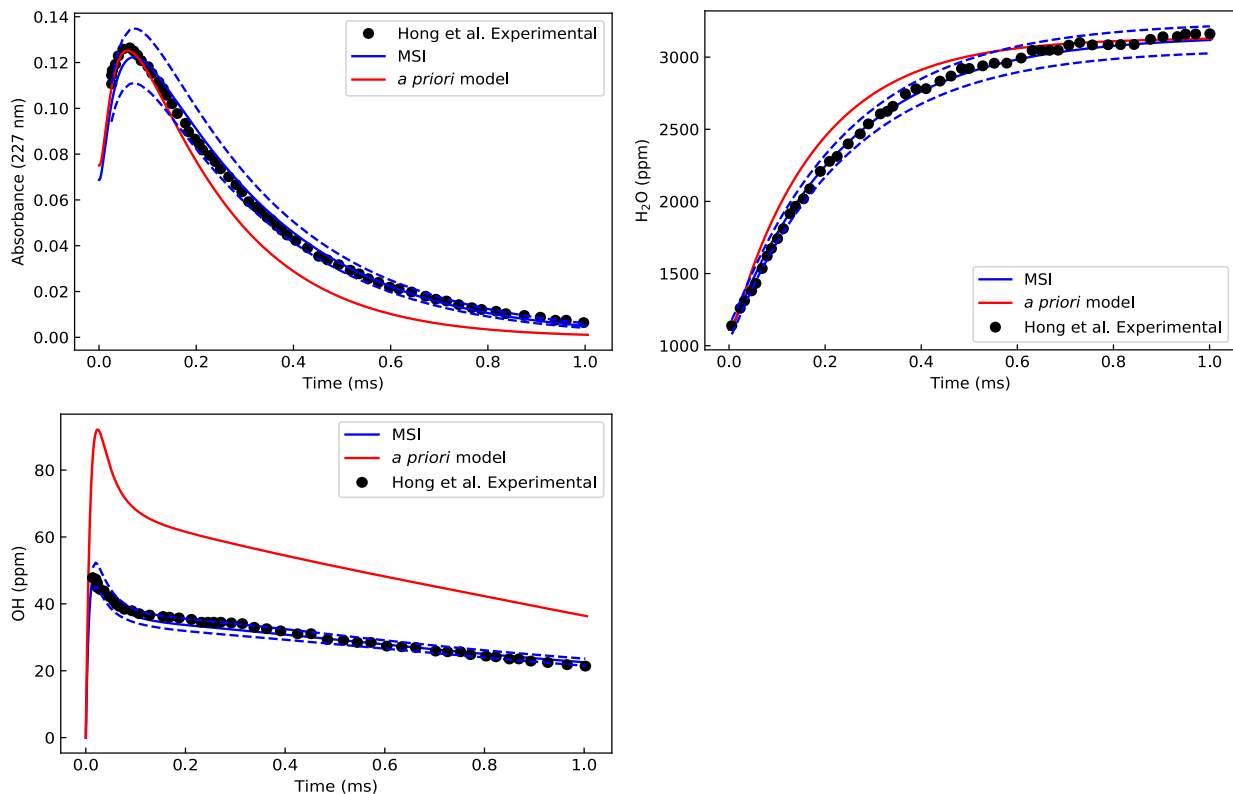 0.14
0.12
0.10
0.08
0.06
0.04
0.02
0.00
Absorbance (227 nm)
Hong et al. Experimental
MSI
a priori model
0.0 0.2 0.4 0.6 0.8 1.0
Time (ms)
3000
2500
2000
1500
1000
H₂O (ppm)
MSI
a priori model
Hong et al. Experimental
0.0 0.2 0.4 0.6 0.8 1.0
Time (ms)
80
60
40
20
0
OH (ppm)
MSI
a priori model
Hong et al. Experimental
0.0 0.2 0.4 0.6 0.8 1.0
Time (ms)